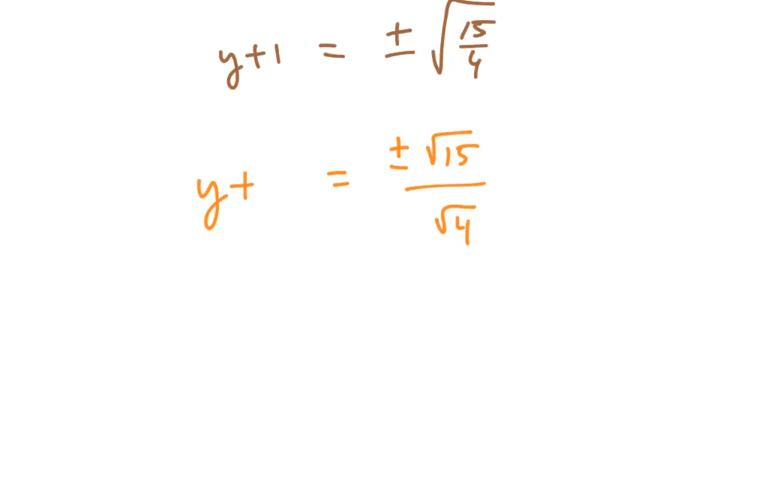 y+1 = ± √(15/4)
y+ = ± √15 / √4